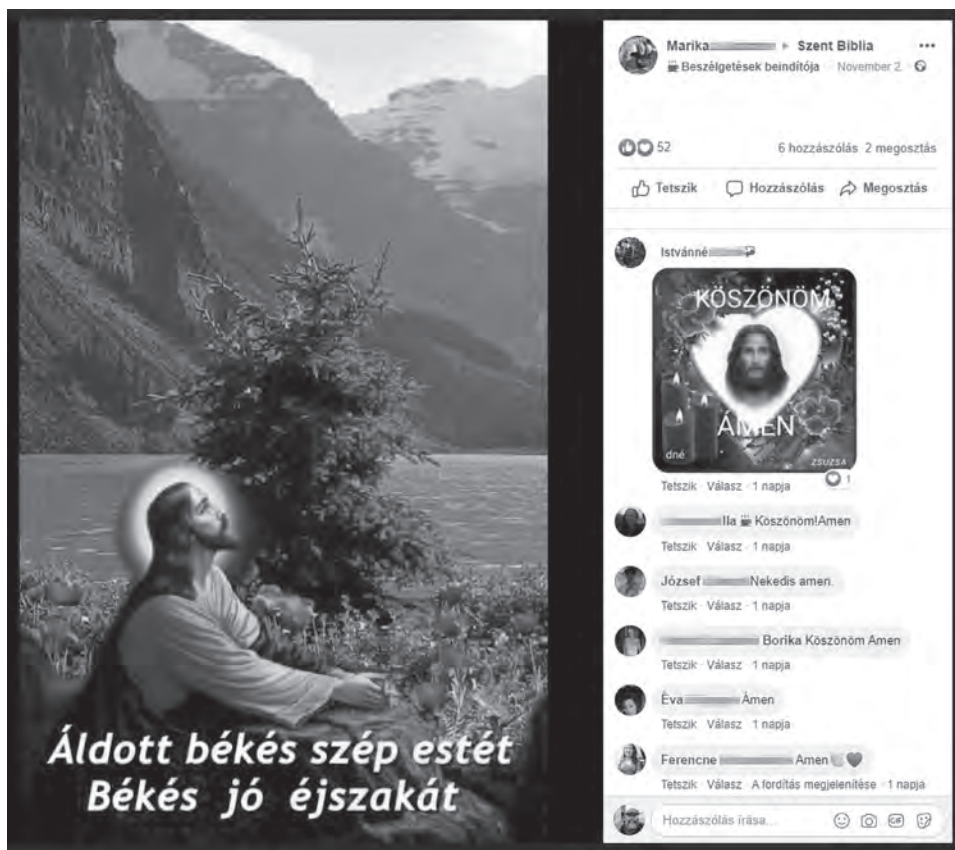 Áldott békés szép estét
Békés jó éjszakát
Marika ▸ Szent Biblia
Beszélgetések beindítója · November 2. ·
52
6 hozzászólás 2 megosztás
Tetszik Hozzászólás Megosztás
Istvánné
KÖSZÖNÖM
ÁMEN
dné
ZSUZSA
1
Tetszik · Válasz · 1 napja
lla Köszönöm!Amen
Tetszik · Válasz · 1 napja
József Nekedis amen.
Tetszik · Válasz · 1 napja
Borika Köszönöm Amen
Tetszik · Válasz · 1 napja
Éva Ámen
Tetszik · Válasz · 1 napja
Ferencne Amen
Tetszik · Válasz · A fordítás megjelenítése · 1 napja
Hozzászólás írása...
GIF